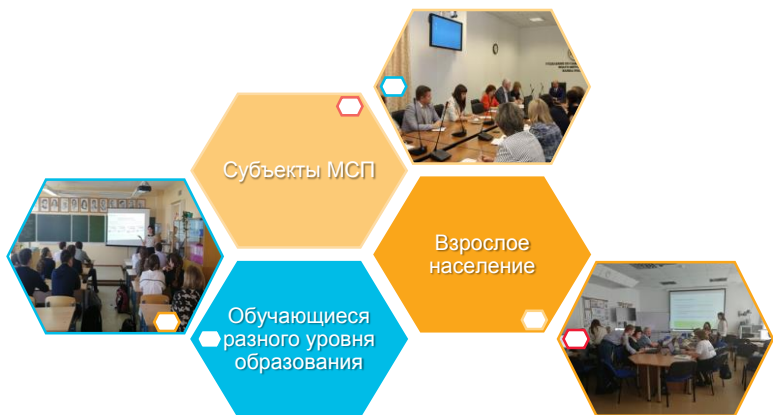 Субъекты МСП
Взрослое
население
Обучающиеся
разного уровня
образования